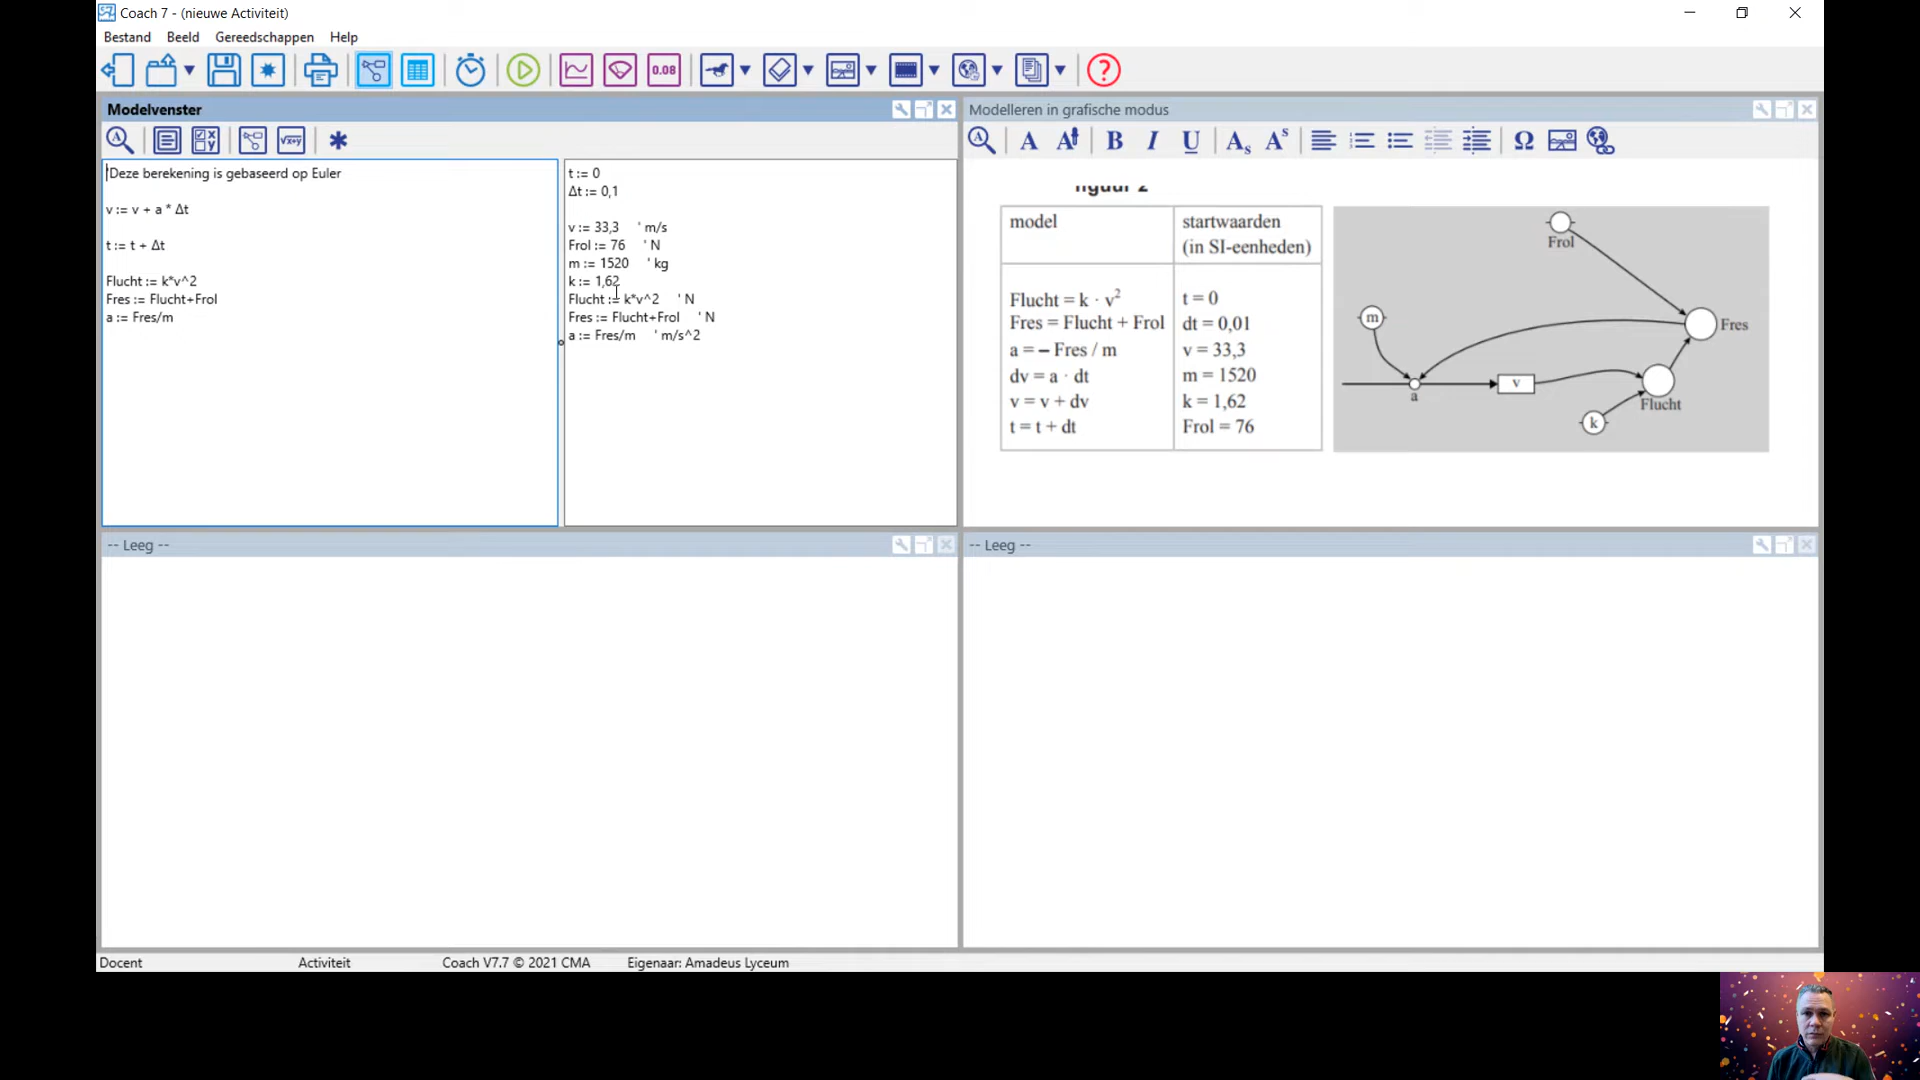 Coach 7 - (nieuwe Activiteit)
Bestand Beeld Gereedschappen Help
0.08
Modelvenster
'Deze berekening is gebaseerd op Euler
v := v + a * Δt
t := t + Δt
Flucht := k*v^2
Fres := Flucht+Frol
a := Fres/m
t := 0
Δt := 0,1
v := 33,3 ' m/s
Frol := 76 ' N
m := 1520 ' kg
k := 1,62
Flucht := k*v^2 ' N
Fres := Flucht+Frol ' N
a := Fres/m ' m/s^2
Modelleren in grafische modus
figuur 2
model
startwaarden
(in SI-eenheden)
Flucht = k · v²
Fres = Flucht + Frol
a = – Fres / m
dv = a · dt
v = v + dv
t = t + dt
t = 0
dt = 0,01
v = 33,3
m = 1520
k = 1,62
Frol = 76
Frol
m
Fres
a
v
Flucht
k
-- Leeg --
-- Leeg --
Docent Activiteit Coach V7.7 © 2021 CMA Eigenaar: Amadeus Lyceum